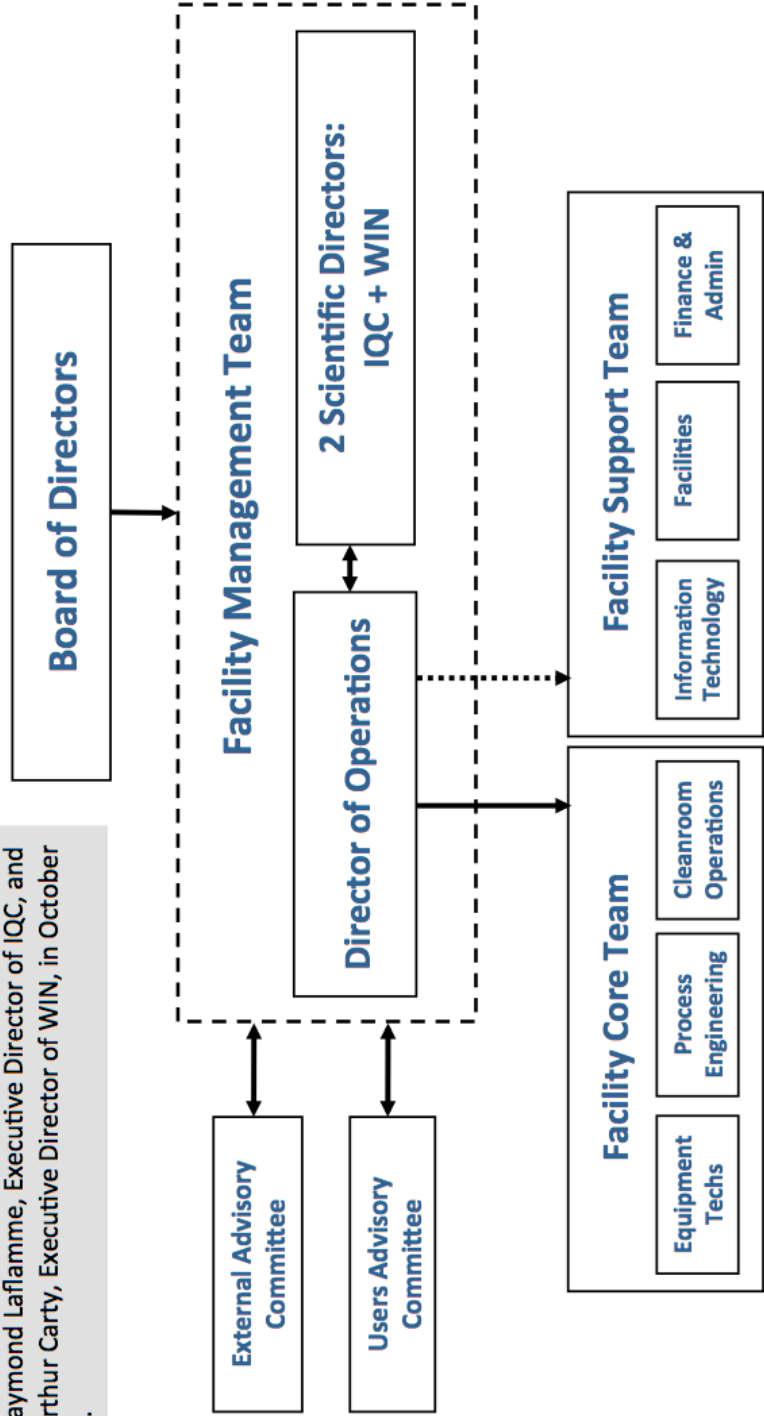 aymond Laflamme, Executive Director of IQC, and
rthur Carty, Executive Director of WIN, in October
.
Board of Directors
Facility Management Team
Director of Operations
2 Scientific Directors:
IQC + WIN
External Advisory
Committee
Users Advisory
Committee
Facility Core Team
Equipment
Techs
Process
Engineering
Cleanroom
Operations
Facility Support Team
Information
Technology
Facilities
Finance &
Admin